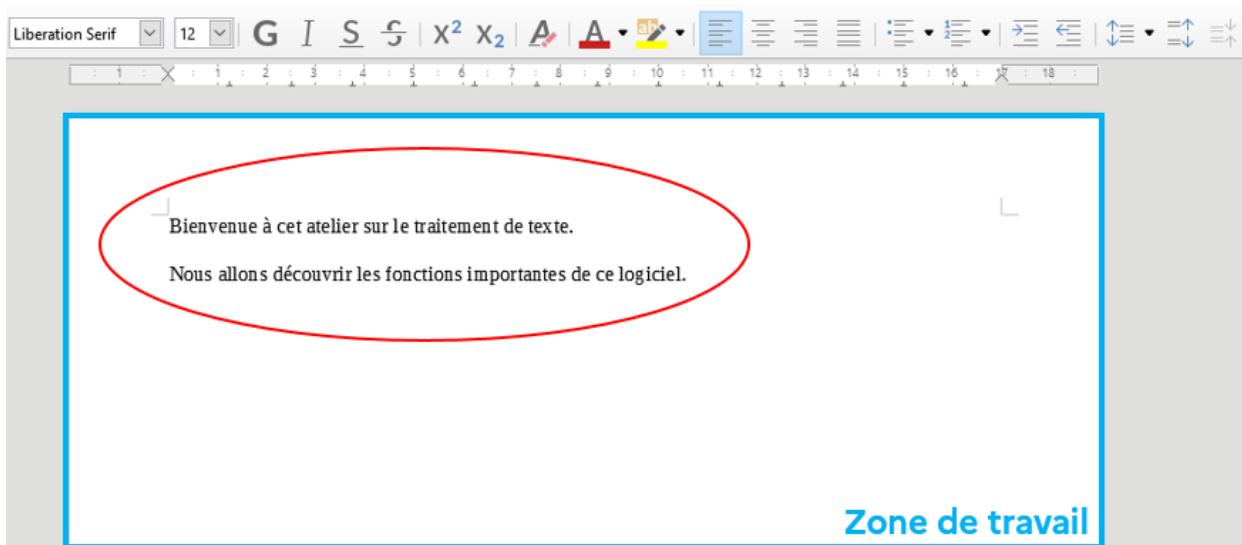 Liberation Serif 12 G I S S X² X₂ A A ab
1 1 2 3 4 5 6 7 8 9 10 11 12 13 14 15 16 17 18
Bienvenue à cet atelier sur le traitement de texte.
Nous allons découvrir les fonctions importantes de ce logiciel.
Zone de travail